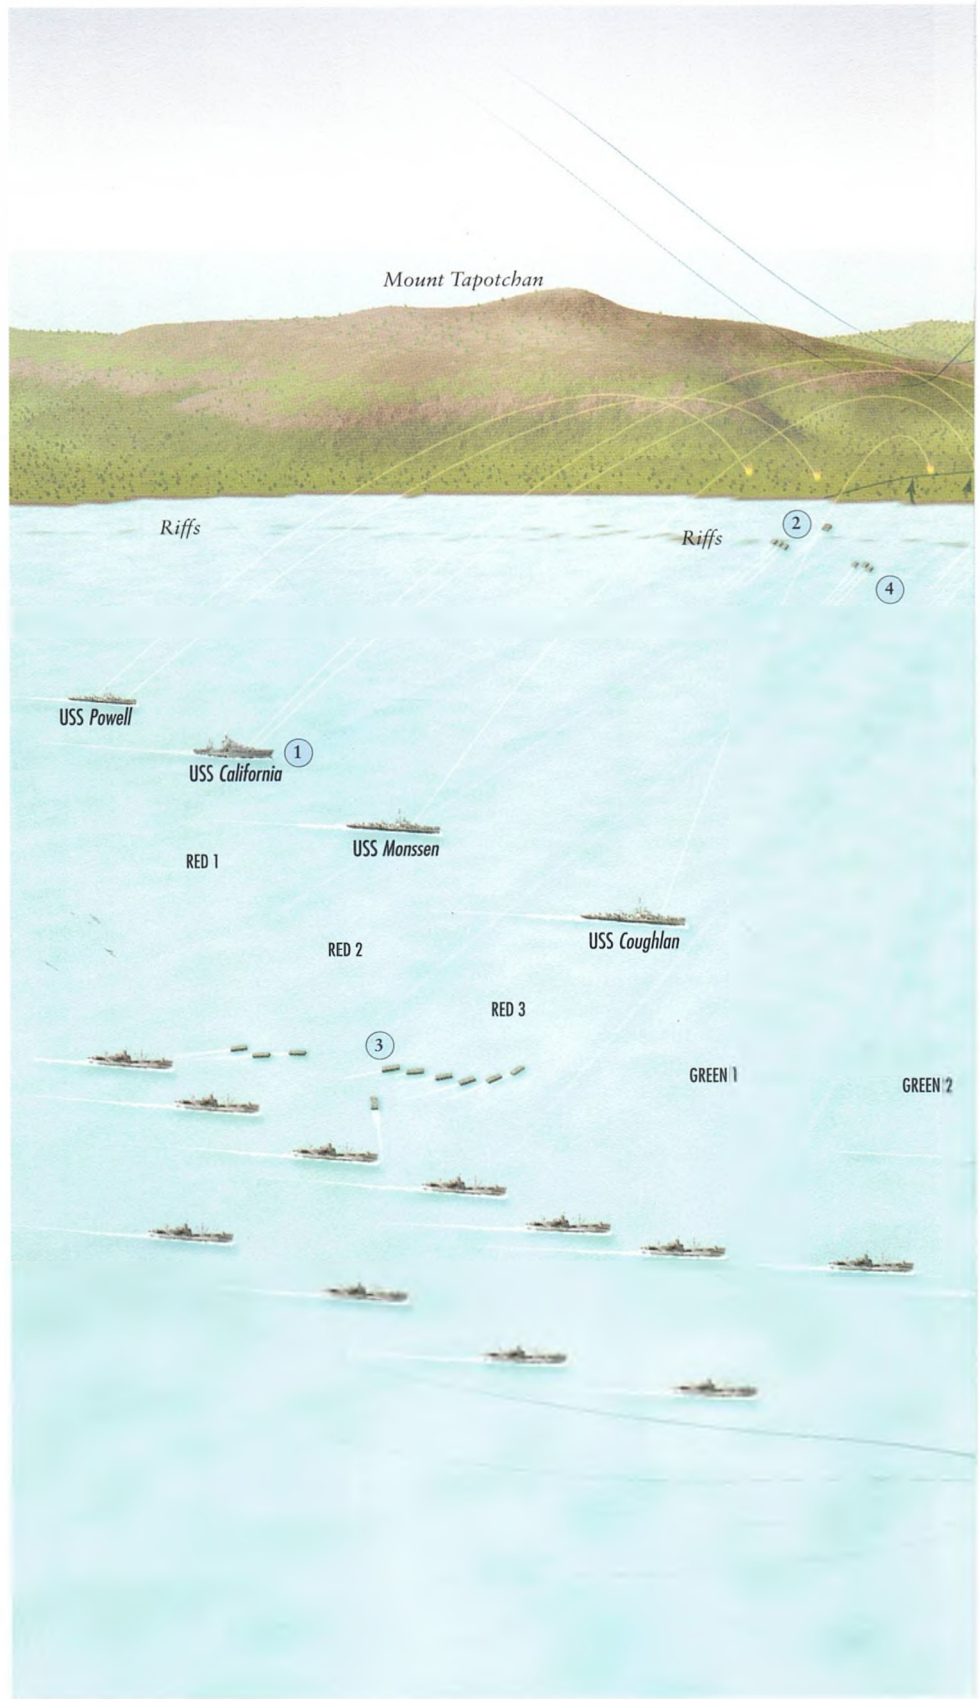 Mount Tapotchan
Riffs
Riffs
2
4
USS Powell
USS California
1
USS Monssen
RED 1
USS Coughlan
RED 2
RED 3
3
GREEN 1
GREEN 2